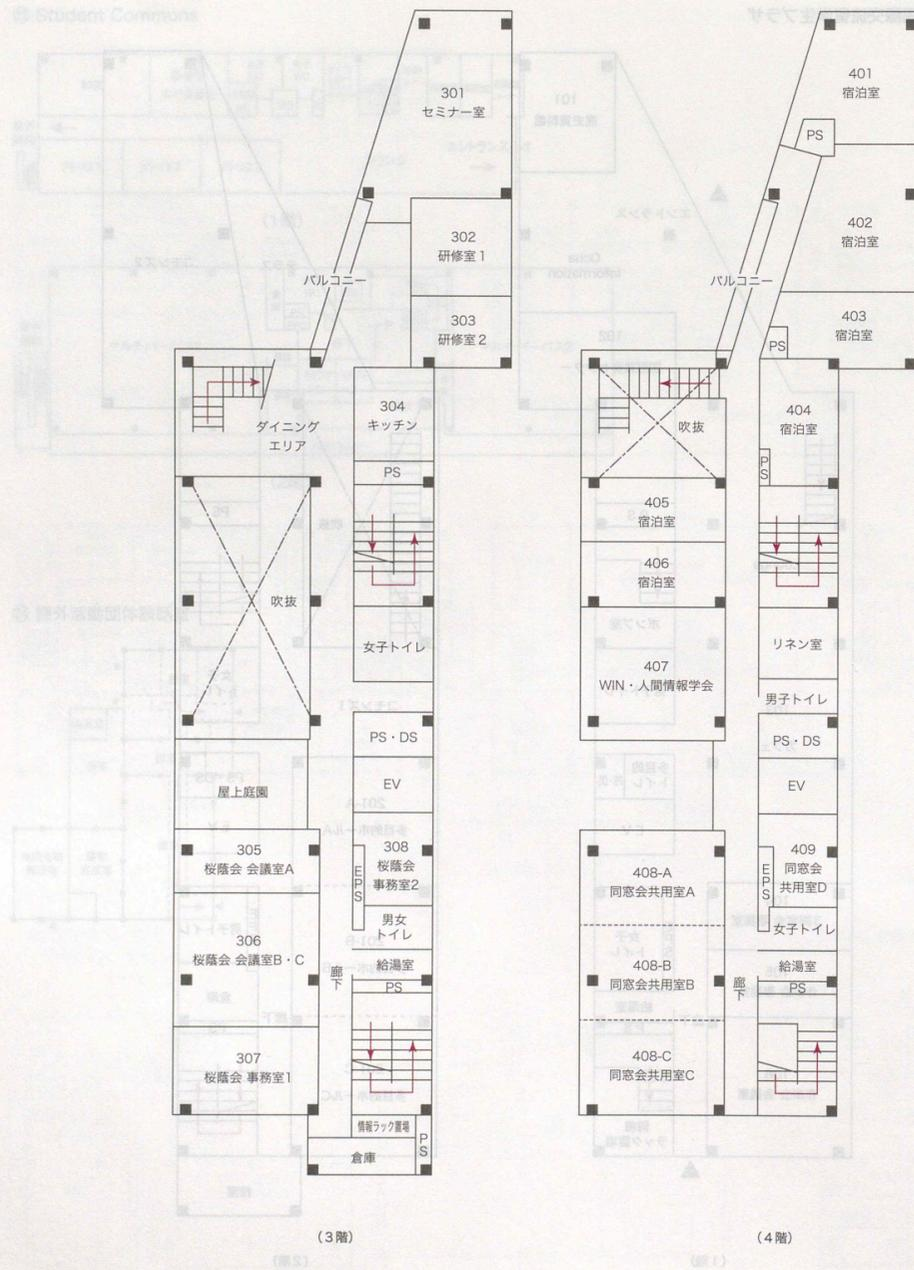 Student Commons
301
セミナー室
302
研修室1
バルコニー
303
研修室2
304
キッチン
ダイニング
エリア
PS
吹抜
女子トイレ
PS・DS
屋上庭園
EV
305
桜蔭会 会議室A
308
桜蔭会
事務室2
EPS
男女
トイレ
306
桜蔭会 会議室B・C
給湯室
廊下
PS
307
桜蔭会 事務室1
情報ラック置場
PS
倉庫
(3階)
401
宿泊室
PS
402
宿泊室
バルコニー
403
宿泊室
PS
404
宿泊室
吹抜
PS
405
宿泊室
406
宿泊室
リネン室
407
WIN・人間情報学会
男子トイレ
PS・DS
EV
408-A
同窓会共用室A
409
同窓会
共用室D
EPS
女子トイレ
408-B
同窓会共用室B
給湯室
廊下
PS
408-C
同窓会共用室C
(4階)